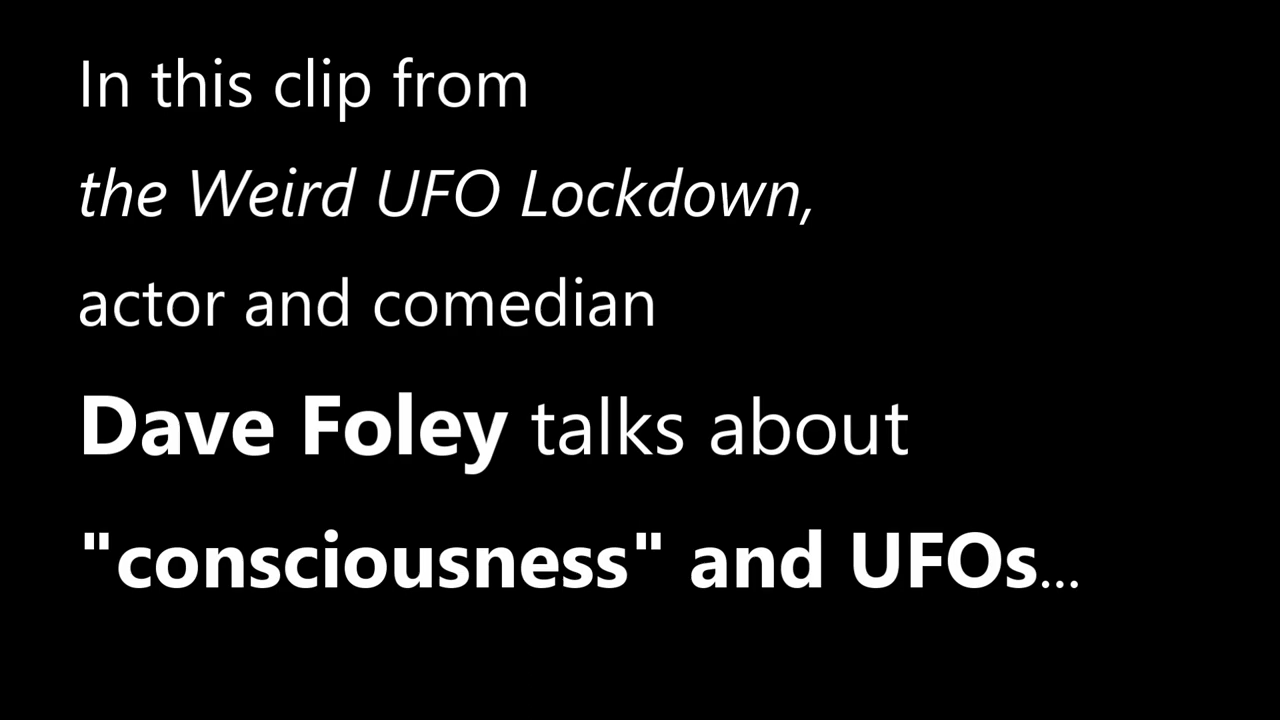 In this clip from
the Weird UFO Lockdown,
actor and comedian
Dave Foley talks about
"consciousness" and UFOs...